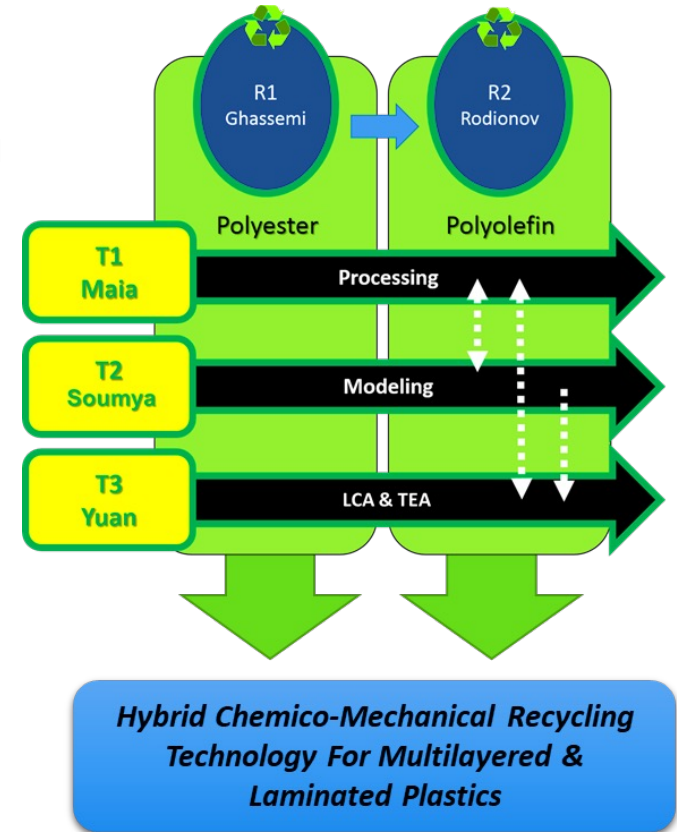 R1
Ghassemi
R2
Rodionov
Polyester
Polyolefin
T1
Maia
Processing
T2
Soumya
Modeling
T3
Yuan
LCA & TEA
Hybrid Chemico-Mechanical Recycling
Technology For Multilayered &
Laminated Plastics